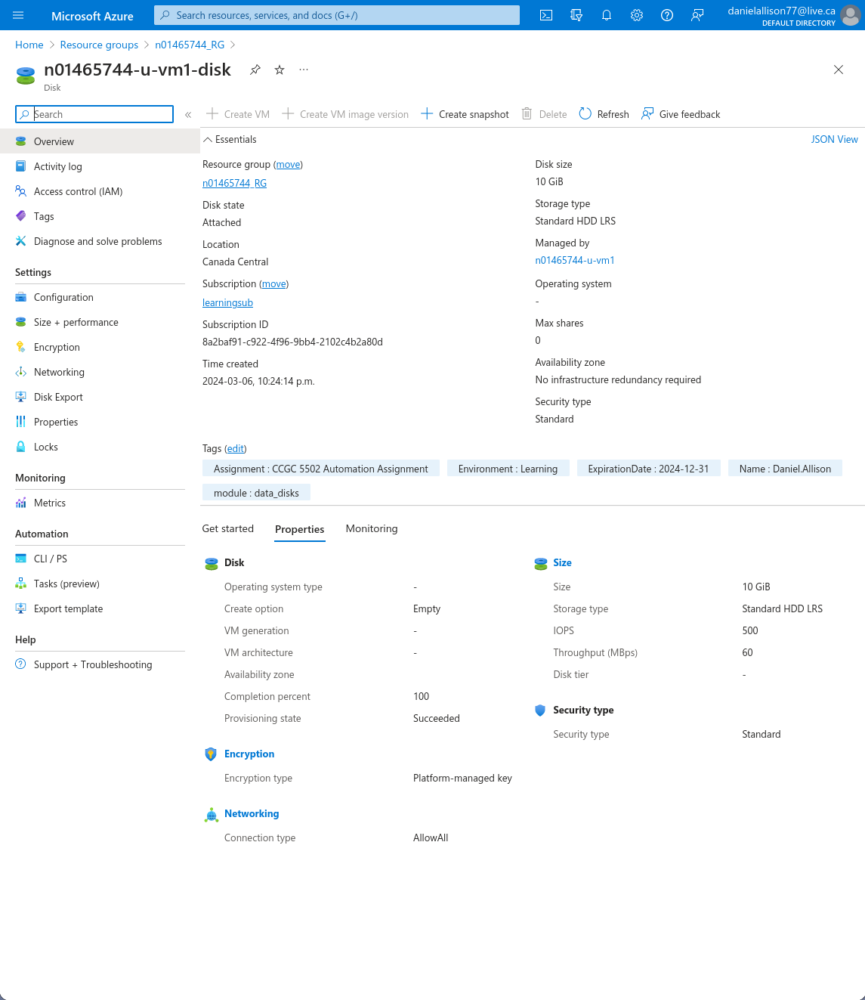 Microsoft Azure
Search resources, services, and docs (G+/)
danielallison77@live.ca
DEFAULT DIRECTORY
Home > Resource groups > n01465744_RG >
n01465744-u-vm1-disk
Disk
Search
Create VM
Create VM image version
Create snapshot
Delete
Refresh
Give feedback
Overview
Activity log
Access control (IAM)
Tags
Diagnose and solve problems
Settings
Configuration
Size + performance
Encryption
Networking
Disk Export
Properties
Locks
Monitoring
Metrics
Automation
CLI / PS
Tasks (preview)
Export template
Help
Support + Troubleshooting
Essentials
JSON View
Resource group (move)
n01465744_RG
Disk state
Attached
Location
Canada Central
Subscription (move)
learningsub
Subscription ID
8a2baf91-c922-4f96-9bb4-2102c4b2a80d
Time created
2024-03-06, 10:24:14 p.m.
Disk size
10 GiB
Storage type
Standard HDD LRS
Managed by
n01465744-u-vm1
Operating system
-
Max shares
0
Availability zone
No infrastructure redundancy required
Security type
Standard
Tags (edit)
Assignment : CCGC 5502 Automation Assignment
Environment : Learning
ExpirationDate : 2024-12-31
Name : Daniel.Allison
module : data_disks
Get started
Properties
Monitoring
Disk
Operating system type -
Create option Empty
VM generation -
VM architecture -
Availability zone
Completion percent 100
Provisioning state Succeeded
Encryption
Encryption type Platform-managed key
Networking
Connection type AllowAll
Size
Size 10 GiB
Storage type Standard HDD LRS
IOPS 500
Throughput (MBps) 60
Disk tier -
Security type
Security type Standard